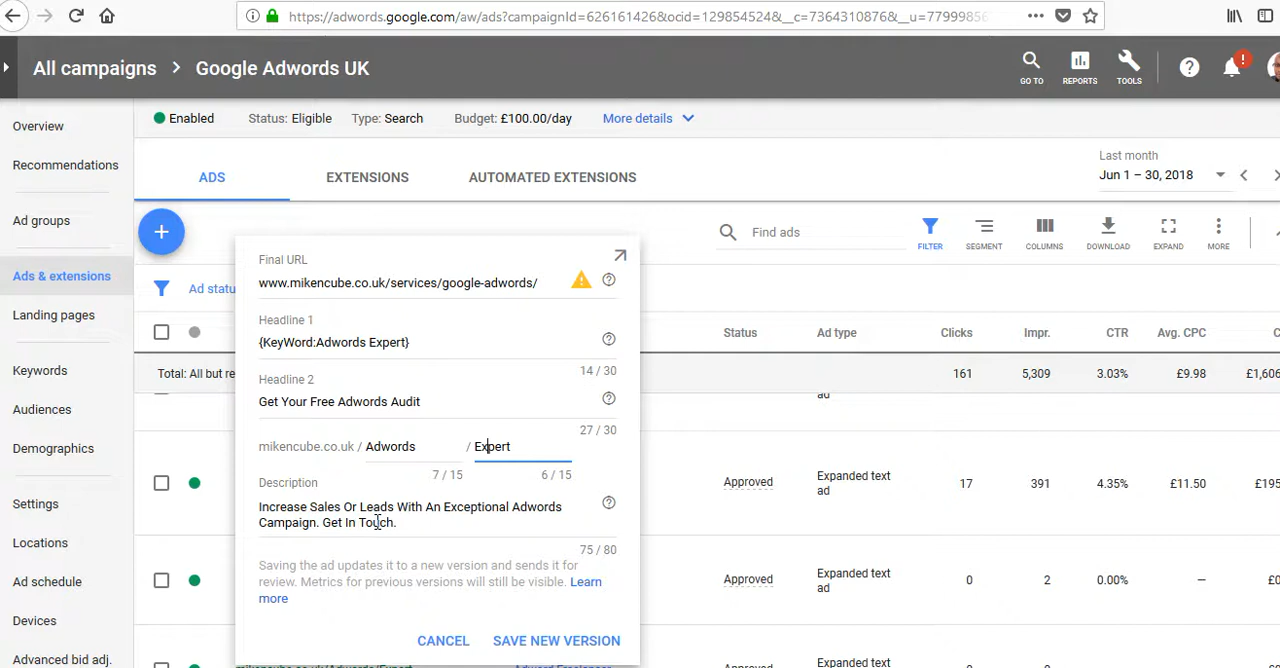 https://adwords.google.com/aw/ads?campaignId=626161426&ocid=129854524&__c=7364310876&__u=7799985
All campaigns > Google Adwords UK
GO TO
REPORTS
TOOLS
Enabled
Status: Eligible
Type: Search
Budget: £100.00/day
More details
Overview
Recommendations
Ad groups
Ads & extensions
Landing pages
Keywords
Audiences
Demographics
Settings
Locations
Ad schedule
Devices
Advanced bid adj.
ADS
EXTENSIONS
AUTOMATED EXTENSIONS
Last month
Jun 1 – 30, 2018
Find ads
FILTER
SEGMENT
COLUMNS
DOWNLOAD
EXPAND
MORE
Ad statu
Final URL
www.mikencube.co.uk/services/google-adwords/
Headline 1
{KeyWord:Adwords Expert}
14 / 30
Headline 2
Get Your Free Adwords Audit
27 / 30
mikencube.co.uk / Adwords / Expert
7 / 15
6 / 15
Description
Increase Sales Or Leads With An Exceptional Adwords
Campaign. Get In Touch.
75 / 80
Saving the ad updates it to a new version and sends it for
review. Metrics for previous versions will still be visible. Learn
more
CANCEL
SAVE NEW VERSION
Status
Ad type
Clicks
Impr.
CTR
Avg. CPC
C
Total: All but re
161
5,309
3.03%
£9.98
£1,606
ad
Approved
Expanded text
ad
17
391
4.35%
£11.50
£195
Approved
Expanded text
ad
0
2
0.00%
—
£0
Approved
Expanded text
mikencube.co.uk/Adwords/Expert
Adword Freelancer